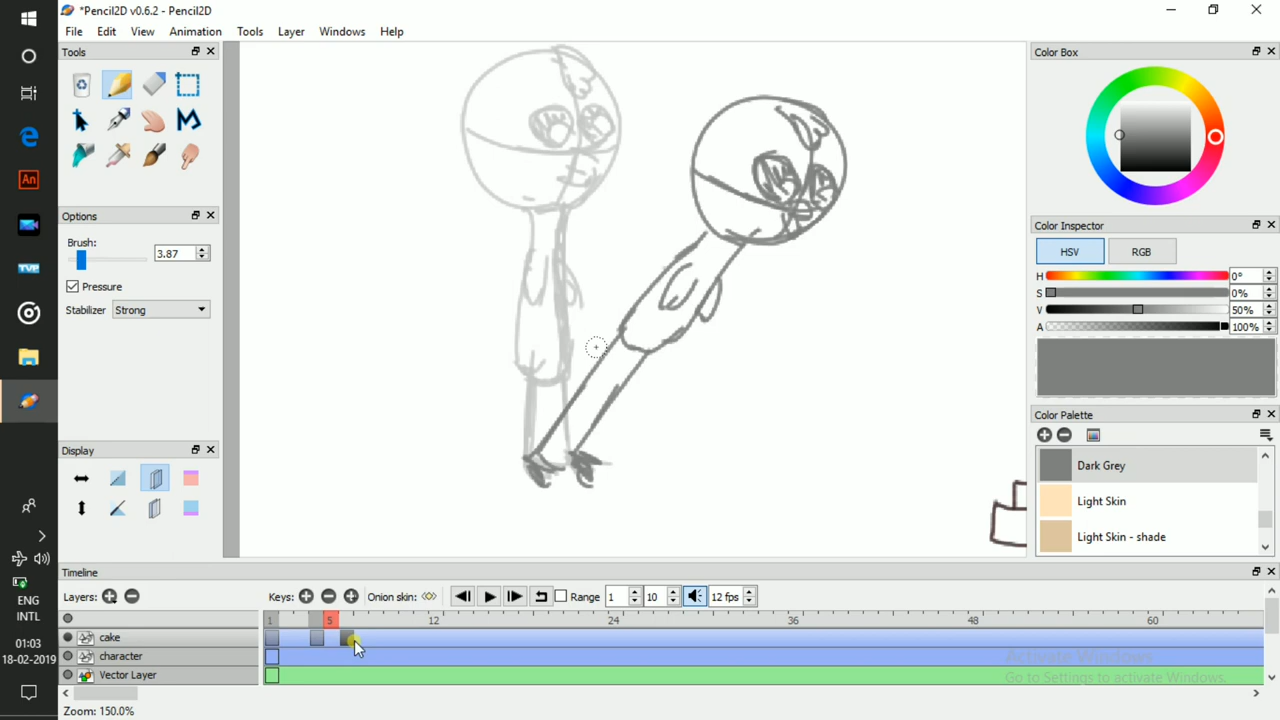 *Pencil2D v0.6.2 - Pencil2D
File Edit View Animation Tools Layer Windows Help
Tools
Options
Brush:
3.87
Pressure
Stabilizer Strong
Display
Color Box
Color Inspector
HSV RGB
H 0°
S 0%
V 50%
A 100%
Color Palette
Dark Grey
Light Skin
Light Skin - shade
An
TVP
ENG
INTL
01:03
18-02-2019
Timeline
Layers: Keys: Onion skin: Range 1 10 12 fps
1 5 12 24 36 48 60
cake
character
Vector Layer
Activate Windows
Go to Settings to activate Windows.
Zoom: 150.0%